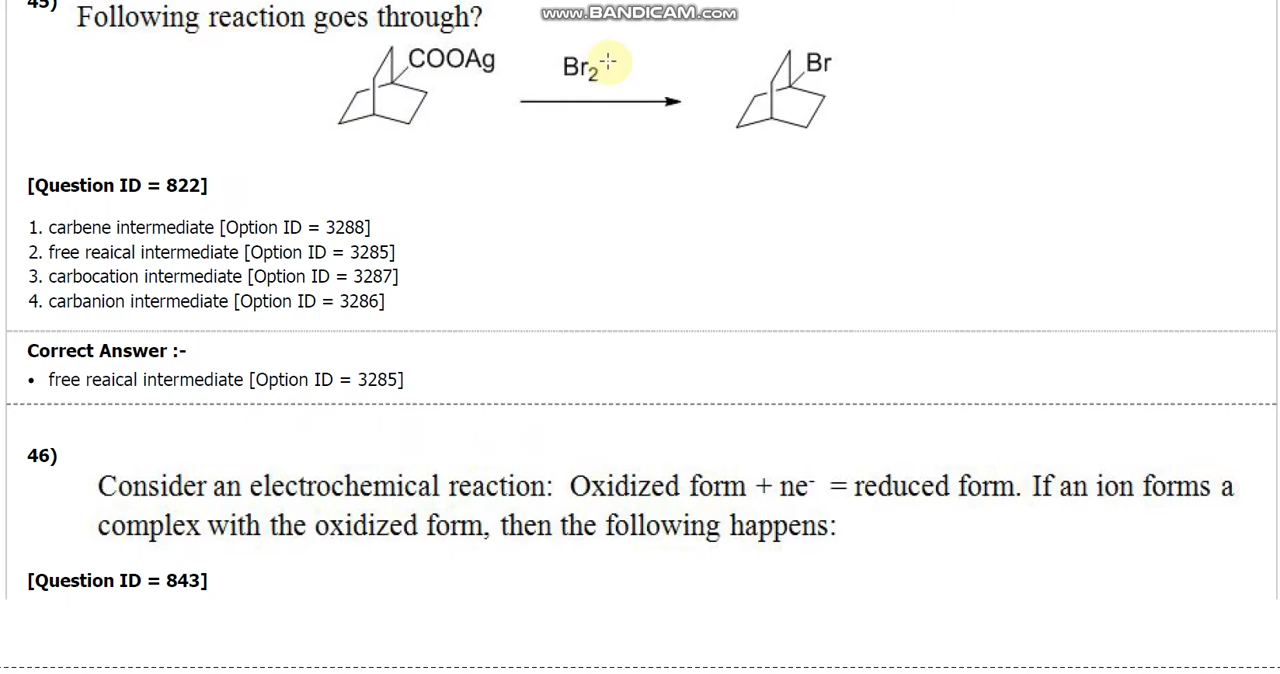 45)
Following reaction goes through?
www.BANDICAM.com
COOAg
Br2
Br
[Question ID = 822]
1. carbene intermediate [Option ID = 3288]
2. free reaical intermediate [Option ID = 3285]
3. carbocation intermediate [Option ID = 3287]
4. carbanion intermediate [Option ID = 3286]
Correct Answer :-
• free reaical intermediate [Option ID = 3285]
46)
Consider an electrochemical reaction: Oxidized form + ne⁻ = reduced form. If an ion forms a
complex with the oxidized form, then the following happens:
[Question ID = 843]